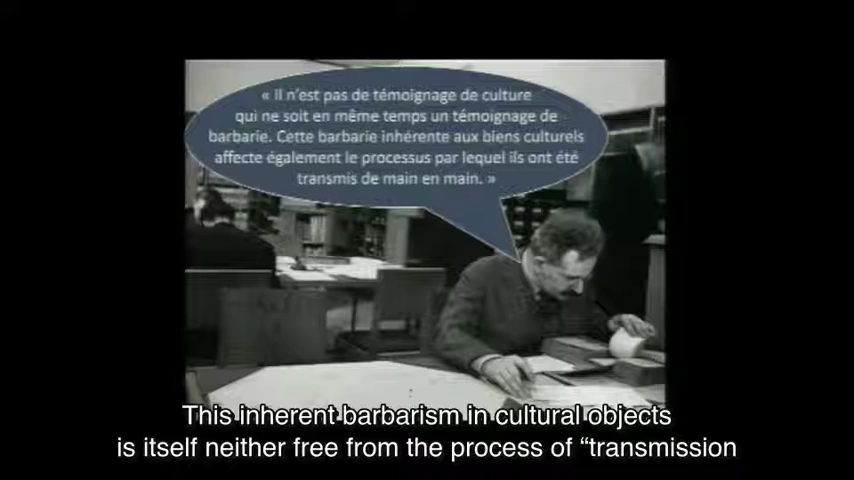 « Il n'est pas de témoignage de culture
qui ne soit en même temps un témoignage de
barbarie. Cette barbarie inhérente aux biens culturels
affecte également le processus par lequel ils ont été
transmis de main en main. »
This inherent barbarism in cultural objects
is itself neither free from the process of “transmission